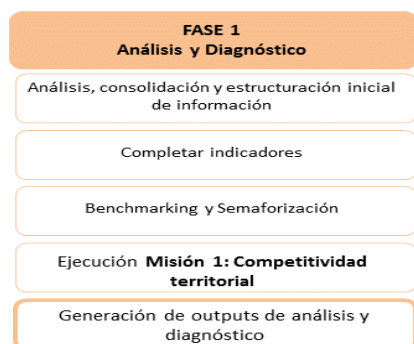 FASE 1
Análisis y Diagnóstico
Análisis, consolidación y estructuración inicial
de información
Completar indicadores
Benchmarking y Semaforización
Ejecución Misión 1: Competitividad
territorial
Generación de outputs de análisis y
diagnóstico